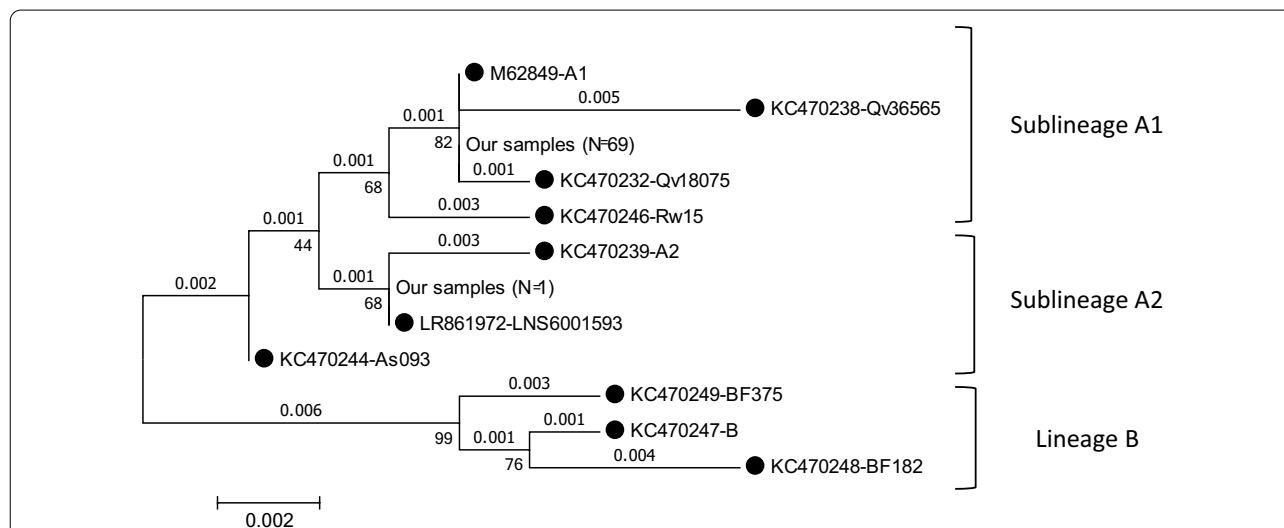 M62849-A1
0.005
KC470238-Qv36565
0.001
82
Our samples (N=69)
Sublineage A1
0.001
0.001
KC470232-Qv18075
68
0.003
KC470246-Rw15
0.001
44
0.003
KC470239-A2
0.001
Our samples (N=1)
Sublineage A2
0.002
68
LR861972-LNS6001593
KC470244-As093
0.003
KC470249-BF375
0.006
0.001
KC470247-B
99
0.001
Lineage B
76
0.004
KC470248-BF182
0.002